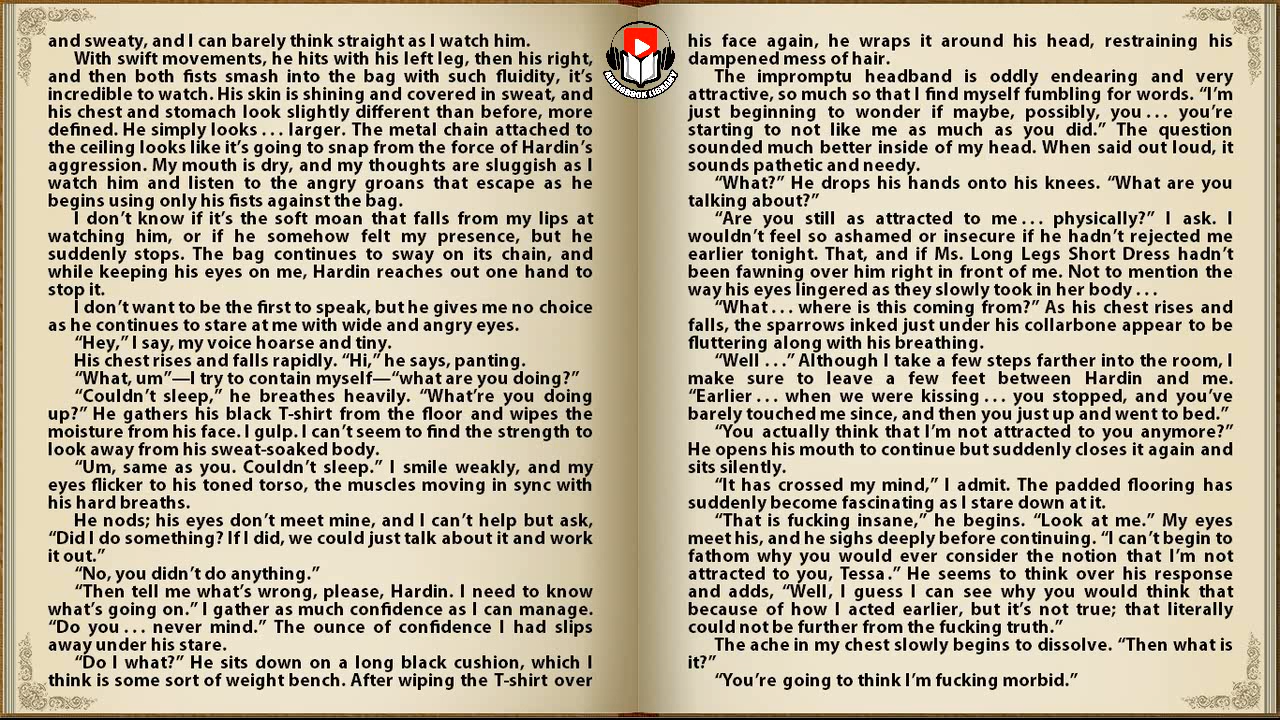 and sweaty, and I can barely think straight as I watch him.
With swift movements, he hits with his left leg, then his right,
and then both fists smash into the bag with such fluidity, it’s
incredible to watch. His skin is shining and covered in sweat, and
his chest and stomach look slightly different than before, more
defined. He simply looks . . . larger. The metal chain attached to
the ceiling looks like it’s going to snap from the force of Hardin’s
aggression. My mouth is dry, and my thoughts are sluggish as I
watch him and listen to the angry groans that escape as he
begins using only his fists against the bag.
I don’t know if it’s the soft moan that falls from my lips at
watching him, or if he somehow felt my presence, but he
suddenly stops. The bag continues to sway on its chain, and
while keeping his eyes on me, Hardin reaches out one hand to
stop it.
I don’t want to be the first to speak, but he gives me no choice
as he continues to stare at me with wide and angry eyes.
“Hey,” I say, my voice hoarse and tiny.
His chest rises and falls rapidly. “Hi,” he says, panting.
“What, um”—I try to contain myself—“what are you doing?”
“Couldn’t sleep,” he breathes heavily. “What’re you doing
up?” He gathers his black T-shirt from the floor and wipes the
moisture from his face. I gulp. I can’t seem to find the strength to
look away from his sweat-soaked body.
“Um, same as you. Couldn’t sleep.” I smile weakly, and my
eyes flicker to his toned torso, the muscles moving in sync with
his hard breaths.
He nods; his eyes don’t meet mine, and I can’t help but ask,
“Did I do something? If I did, we could just talk about it and work
it out.”
“No, you didn’t do anything.”
“Then tell me what’s wrong, please, Hardin. I need to know
what’s going on.” I gather as much confidence as I can manage.
“Do you . . . never mind.” The ounce of confidence I had slips
away under his stare.
“Do I what?” He sits down on a long black cushion, which I
think is some sort of weight bench. After wiping the T-shirt over
AUDIOBOOK LIBRARY
his face again, he wraps it around his head, restraining his
dampened mess of hair.
The impromptu headband is oddly endearing and very
attractive, so much so that I find myself fumbling for words. “I’m
just beginning to wonder if maybe, possibly, you . . . you’re
starting to not like me as much as you did.” The question
sounded much better inside of my head. When said out loud, it
sounds pathetic and needy.
“What?” He drops his hands onto his knees. “What are you
talking about?”
“Are you still as attracted to me . . . physically?” I ask. I
wouldn’t feel so ashamed or insecure if he hadn’t rejected me
earlier tonight. That, and if Ms. Long Legs Short Dress hadn’t
been fawning over him right in front of me. Not to mention the
way his eyes lingered as they slowly took in her body . . .
“What . . . where is this coming from?” As his chest rises and
falls, the sparrows inked just under his collarbone appear to be
fluttering along with his breathing.
“Well . . .” Although I take a few steps farther into the room, I
make sure to leave a few feet between Hardin and me.
“Earlier . . . when we were kissing . . . you stopped, and you’ve
barely touched me since, and then you just up and went to bed.”
“You actually think that I’m not attracted to you anymore?”
He opens his mouth to continue but suddenly closes it again and
sits silently.
“It has crossed my mind,” I admit. The padded flooring has
suddenly become fascinating as I stare down at it.
“That is fucking insane,” he begins. “Look at me.” My eyes
meet his, and he sighs deeply before continuing. “I can’t begin to
fathom why you would ever consider the notion that I’m not
attracted to you, Tessa.” He seems to think over his response
and adds, “Well, I guess I can see why you would think that
because of how I acted earlier, but it’s not true; that literally
could not be further from the fucking truth.”
The ache in my chest slowly begins to dissolve. “Then what is
it?”
“You’re going to think I’m fucking morbid.”